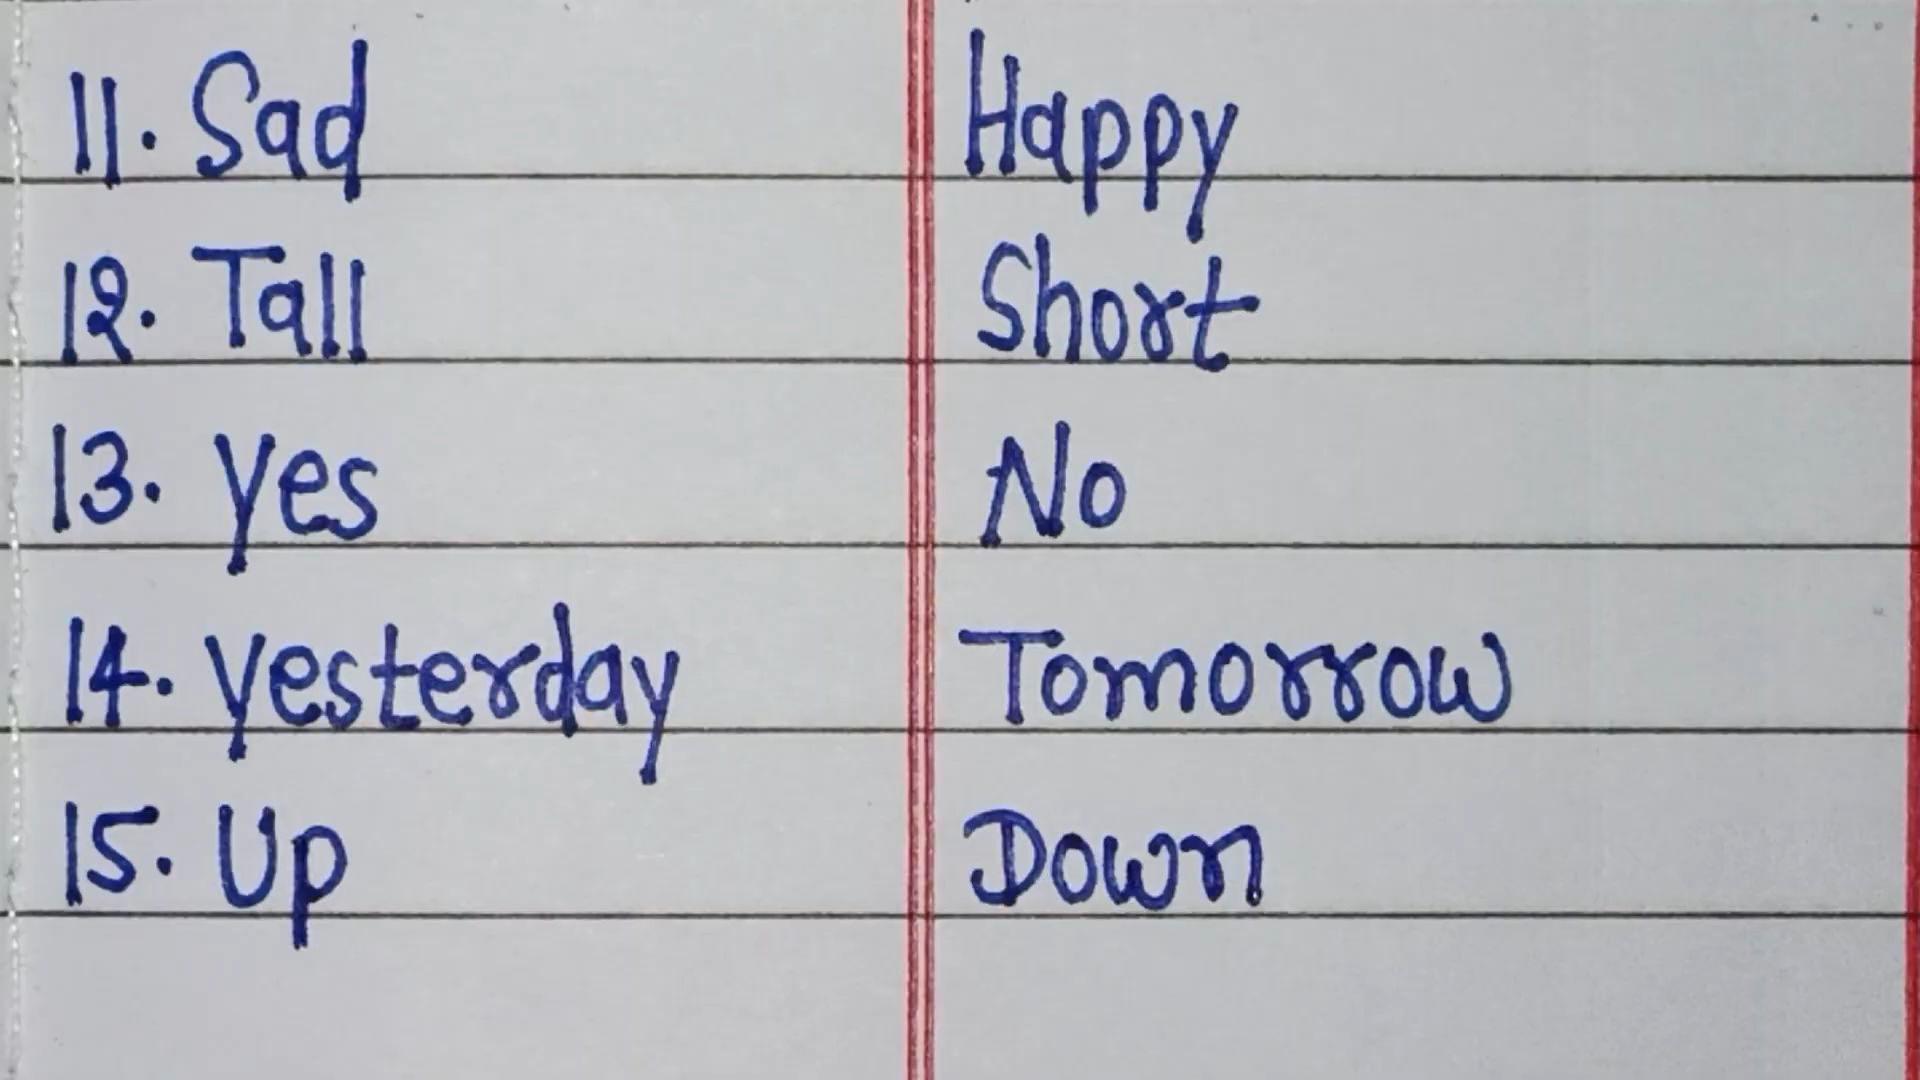 11. Sad Happy
12. Tall Short
13. Yes No
14. Yesterday Tomorrow
15. Up Down